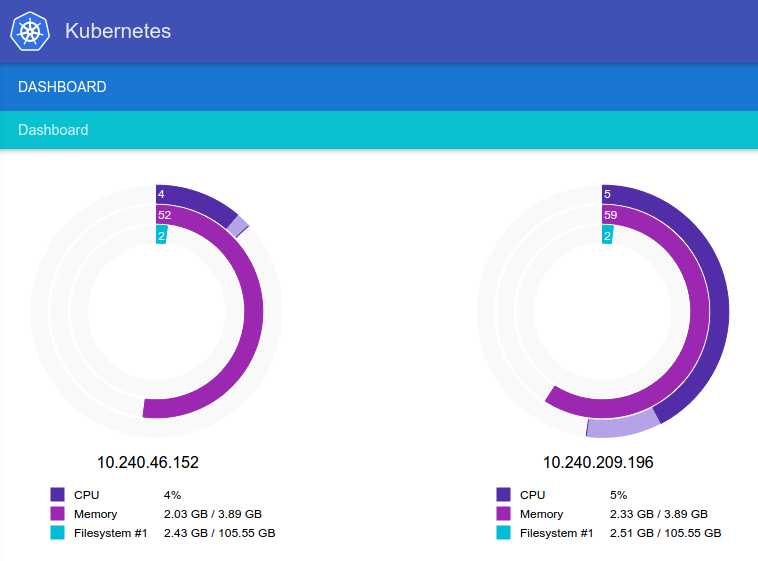 Kubernetes
DASHBOARD
Dashboard
4
52
2
10.240.46.152
CPU 4%
Memory 2.03 GB / 3.89 GB
Filesystem #1 2.43 GB / 105.55 GB
5
59
2
10.240.209.196
CPU 5%
Memory 2.33 GB / 3.89 GB
Filesystem #1 2.51 GB / 105.55 GB